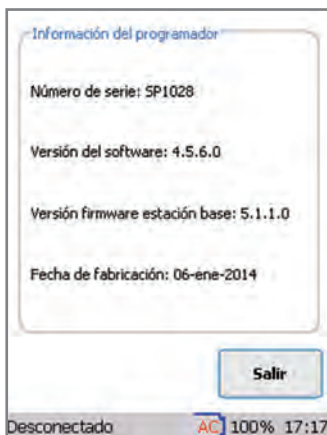 Información del programador
Número de serie: SP1028
Versión del software: 4.5.6.0
Versión firmware estación base: 5.1.1.0
Fecha de fabricación: 06-ene-2014
Salir
Desconectado AC 100% 17:17